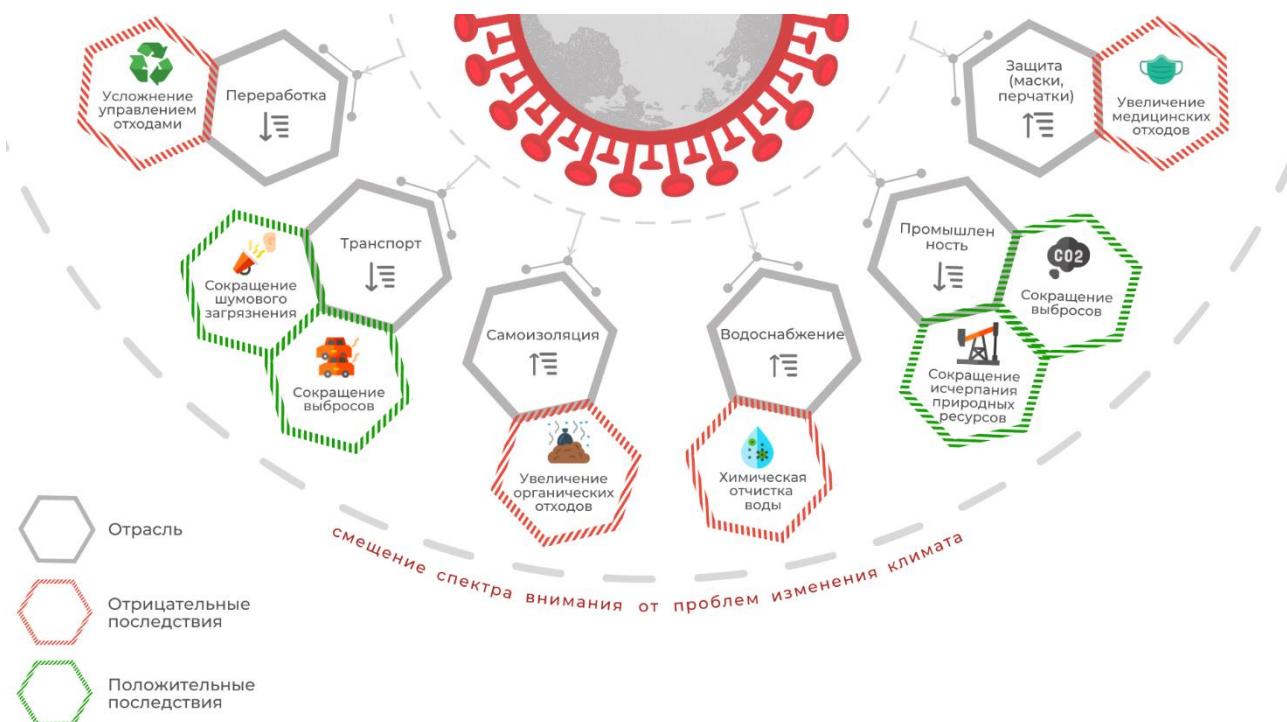 Усложнение
управлением
отходами
Переработка
Защита
(маски,
перчатки)
Увеличение
медицинских
отходов
Транспорт
Сокращение
шумового
загрязнения
Сокращение
выбросов
Самоизоляция
Увеличение
органических
отходов
Водоснабжение
Химическая
отчистка
воды
Промышлен
ность
CO2
Сокращение
выбросов
Сокращение
исчерпания
природных
ресурсов
смещение спектра внимания от проблем изменения климата
Отрасль
Отрицательные
последствия
Положительные
последствия